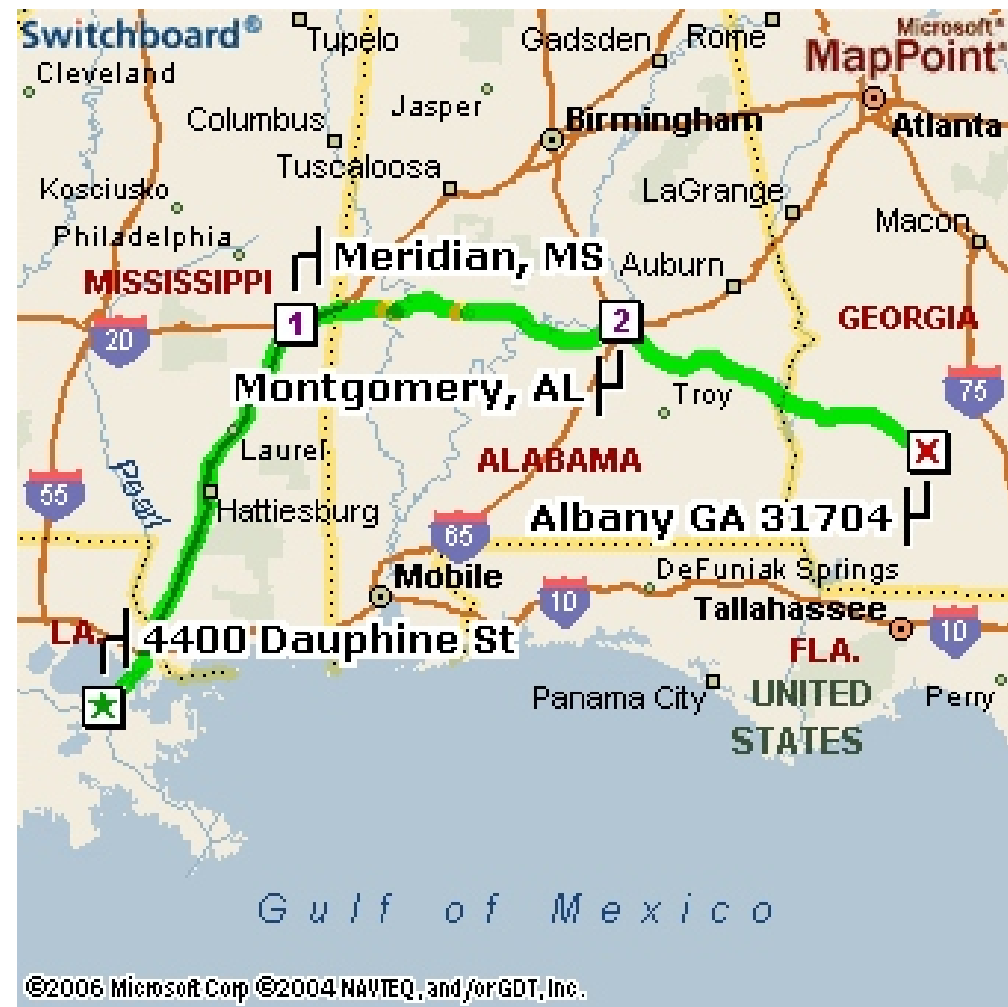 Switchboard®
Microsoft®
MapPoint®
Tupelo
Gadsden
Rome
Cleveland
Jasper
Columbus
Birmingham
Atlanta
Tuscaloosa
Kosciusko
LaGrange
Macon
Philadelphia
Meridian, MS
Auburn
MISSISSIPPI
1
2
GEORGIA
20
Montgomery, AL
Troy
75
Laurel
ALABAMA
55
Pearl
Hattiesburg
Albany GA 31704
65
Mobile
DeFuniak Springs
10
Tallahassee
10
LA.
4400 Dauphine St
FLA.
Panama City
UNITED
STATES
Perry
Gulf of Mexico
©2006 Microsoft Corp ©2004 NAVTEQ, and/or GDT, Inc.